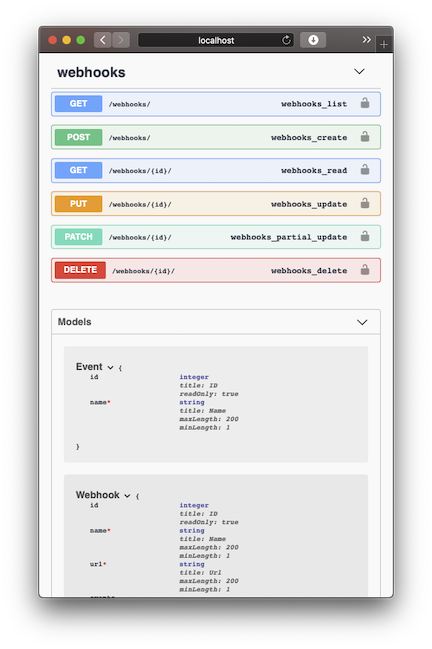 localhost
webhooks
GET /webhooks/ webhooks_list
POST /webhooks/ webhooks_create
GET /webhooks/{id}/ webhooks_read
PUT /webhooks/{id}/ webhooks_update
PATCH /webhooks/{id}/ webhooks_partial_update
DELETE /webhooks/{id}/ webhooks_delete
Models
Event {
id integer
title: ID
readOnly: true
name* string
title: Name
maxLength: 200
minLength: 1
}
Webhook {
id integer
title: ID
readOnly: true
name* string
title: Name
maxLength: 200
minLength: 1
url* string
title: Url
maxLength: 200
minLength: 1